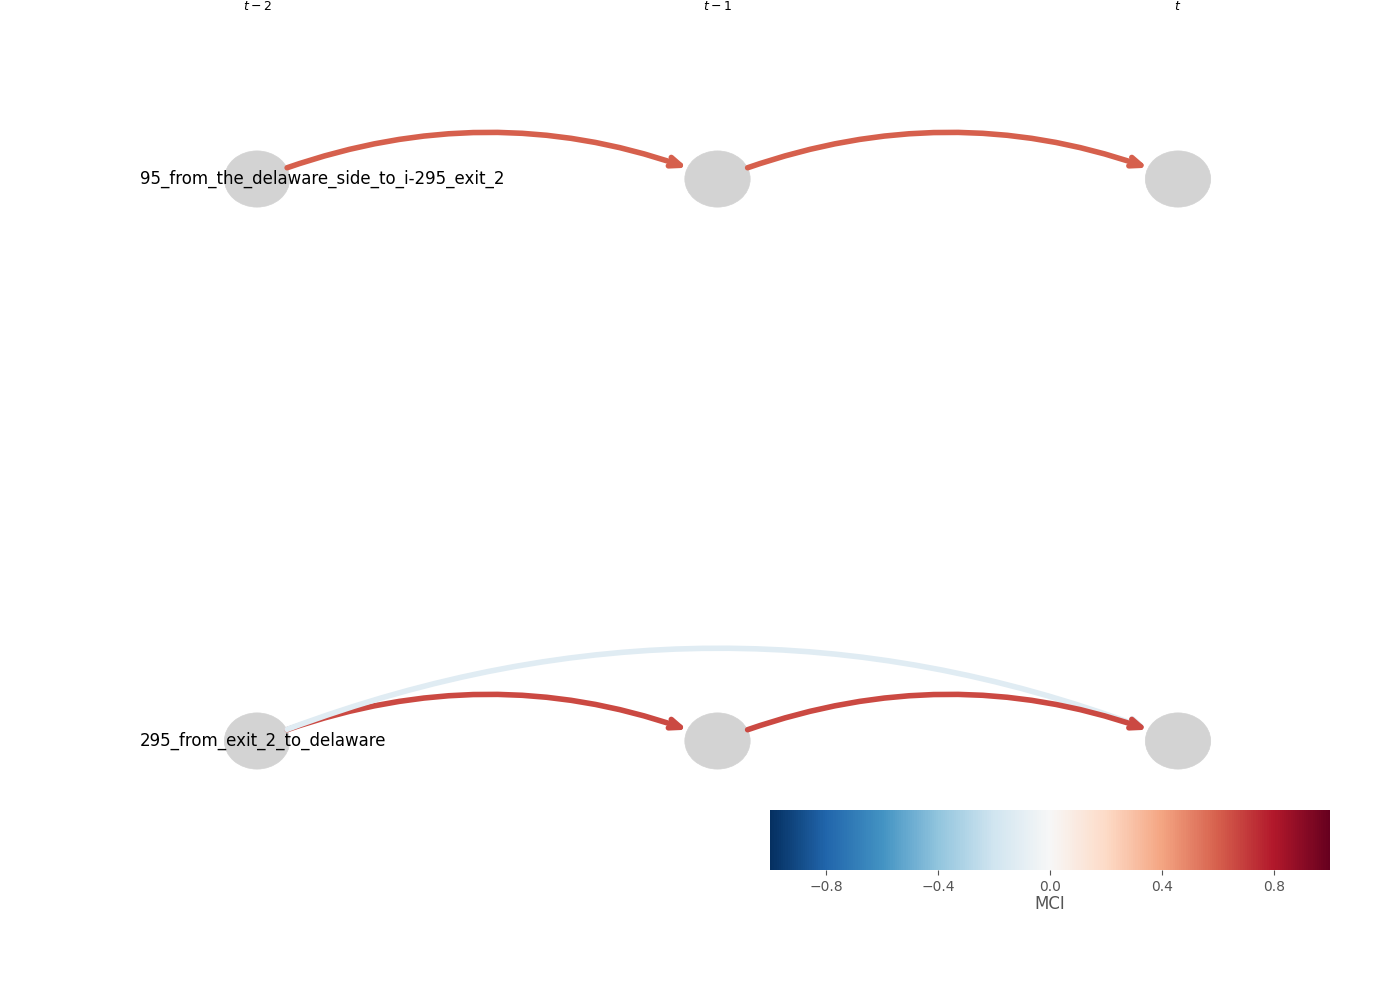 t − 2 t − 1 t
95_from_the_delaware_side_to_i-295_exit_2
295_from_exit_2_to_delaware
−0.8 −0.4 0.0 0.4 0.8
MCI